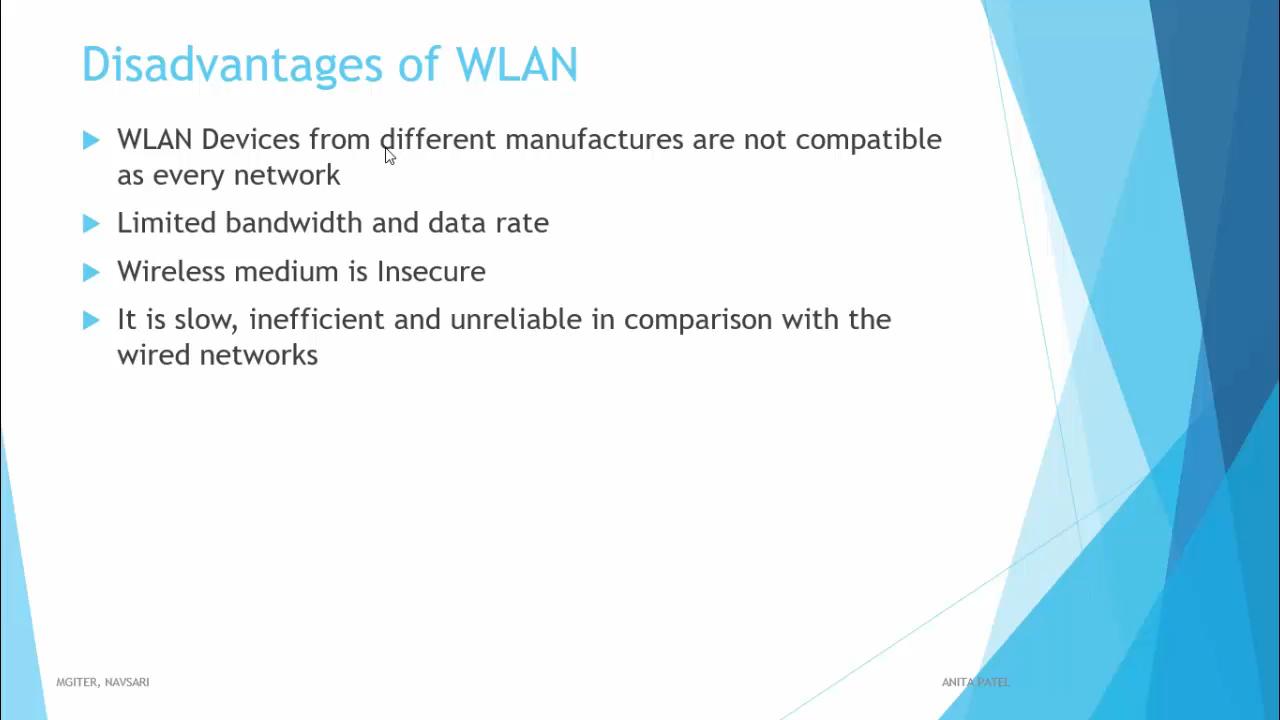 Disadvantages of WLAN
WLAN Devices from different manufactures are not compatible
as every network
Limited bandwidth and data rate
Wireless medium is Insecure
It is slow, inefficient and unreliable in comparison with the
wired networks
MGITER, NAVSARI
ANITA PATEL